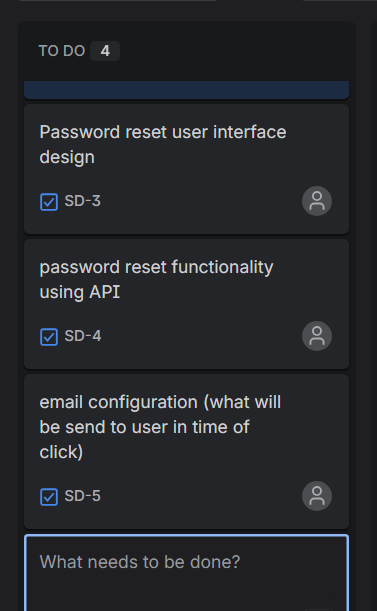 TO DO 4
Password reset user interface
design
SD-3
password reset functionality
using API
SD-4
email configuration (what will
be send to user in time of
click)
SD-5
What needs to be done?